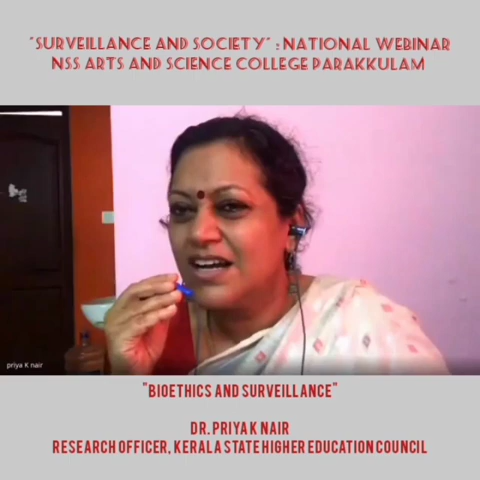 "SURVEILLANCE AND SOCIETY" : NATIONAL WEBINAR
NSS ARTS AND SCIENCE COLLEGE PARAKKULAM
priya K nair
"BIOETHICS AND SURVEILLANCE"
DR. PRIYA K NAIR
RESEARCH OFFICER, KERALA STATE HIGHER EDUCATION COUNCIL